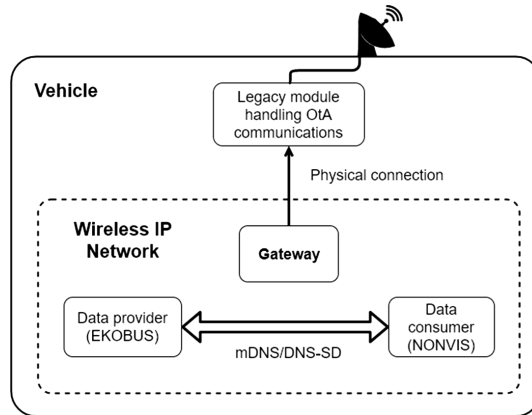 Vehicle
Legacy module
handling OtA
communications
Physical connection
Wireless IP
Network
Gateway
Data provider
(EKOBUS)
Data
consumer
(NONVIS)
mDNS/DNS-SD